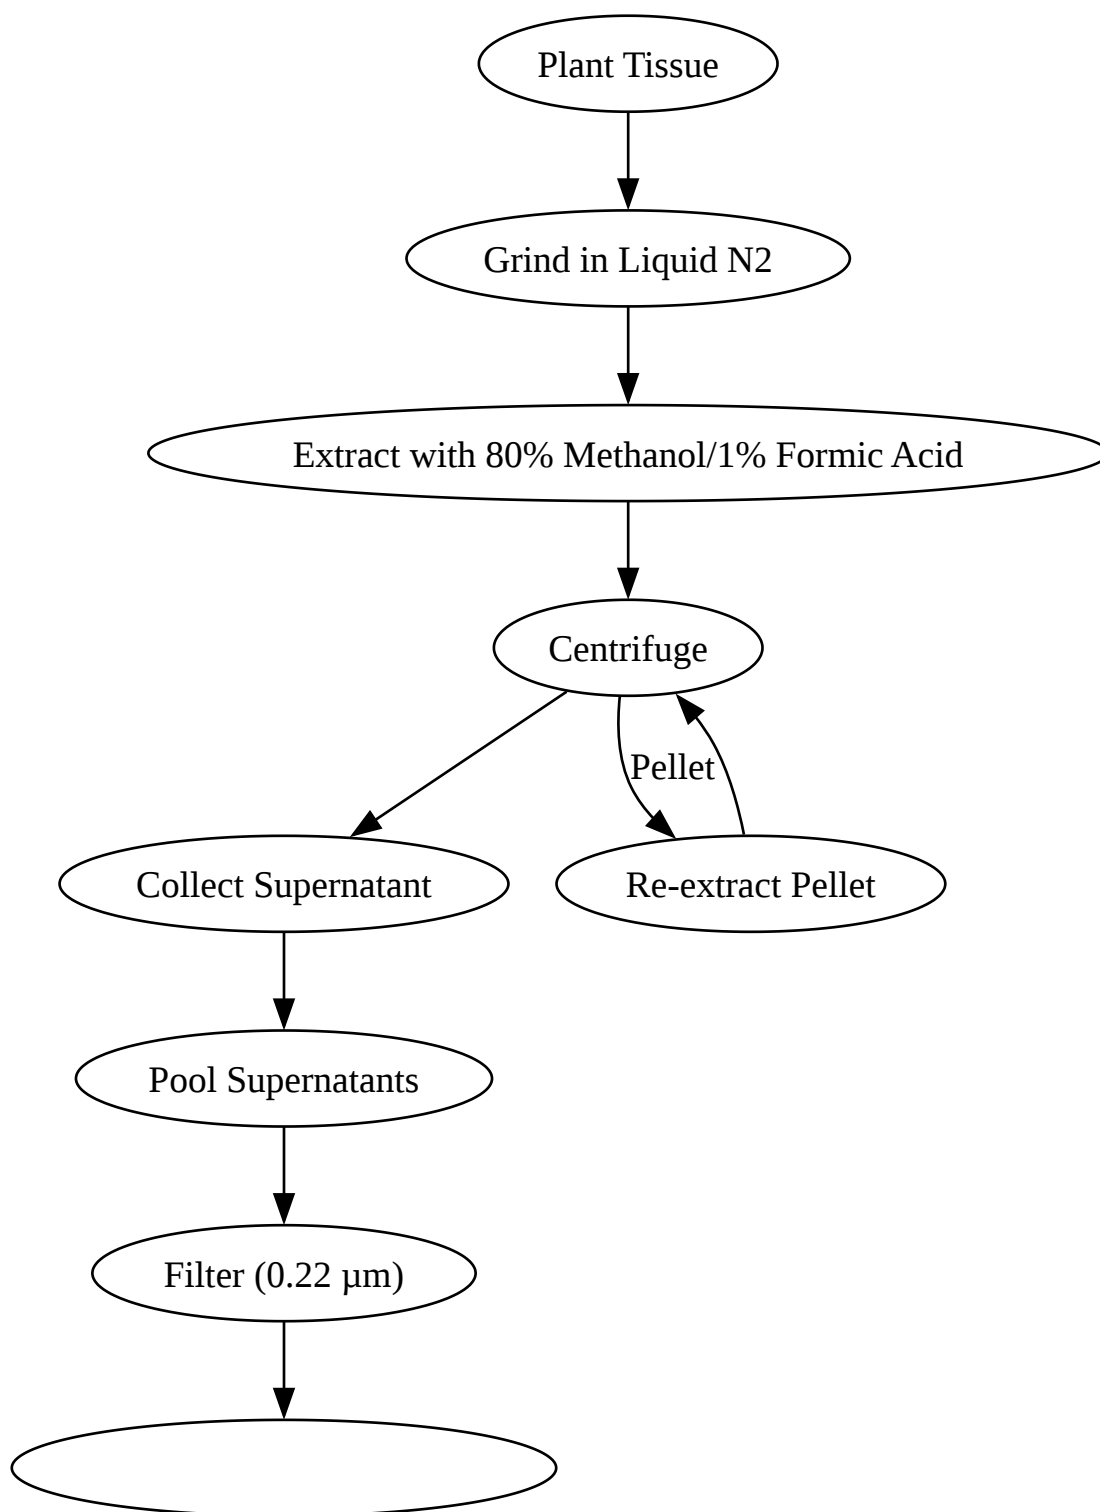 Plant Tissue
Grind in Liquid N2
Extract with 80% Methanol/1% Formic Acid
Centrifuge
Pellet
Collect Supernatant
Re-extract Pellet
Pool Supernatants
Filter (0.22 µm)